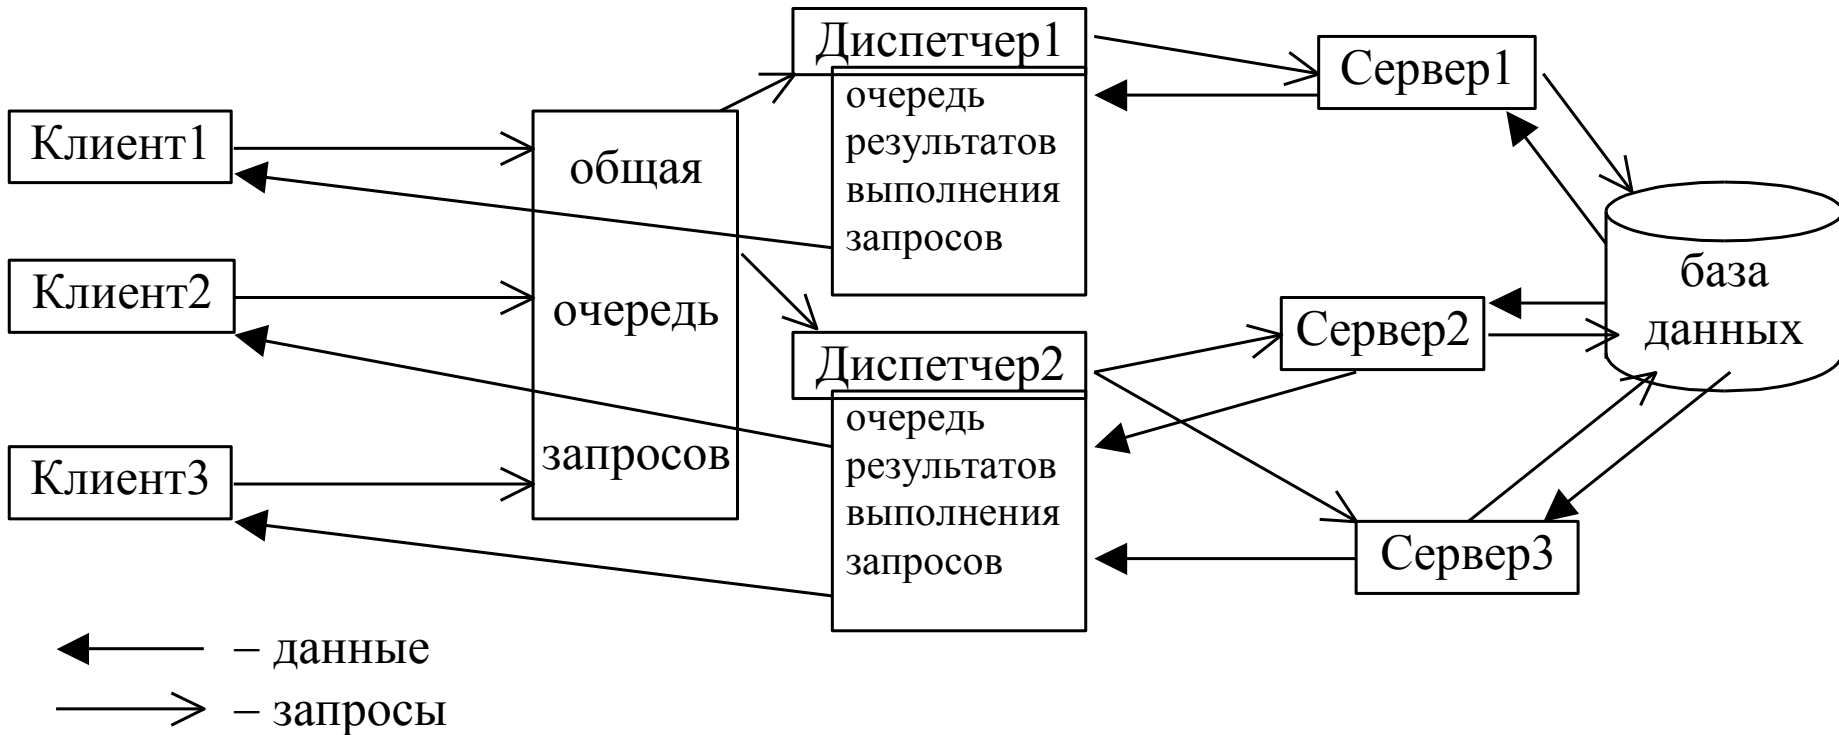 Клиент1
Клиент2
Клиент3
общая
очередь
запросов
Диспетчер1
очередь
результатов
выполнения
запросов
Диспетчер2
очередь
результатов
выполнения
запросов
Сервер1
Сервер2
Сервер3
база
данных
– данные
– запросы